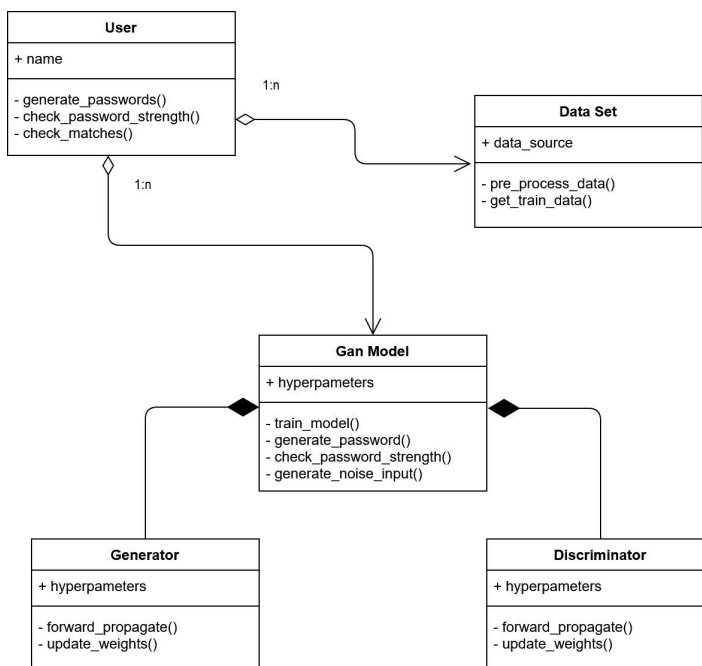 User
+ name
- generate_passwords()
- check_password_strength()
- check_matches()
1:n
1:n
Data Set
+ data_source
- pre_process_data()
- get_train_data()
Gan Model
+ hyperpameters
- train_model()
- generate_password()
- check_password_strength()
- generate_noise_input()
Generator
+ hyperpameters
- forward_propagate()
- update_weights()
Discriminator
+ hyperpameters
- forward_propagate()
- update_weights()